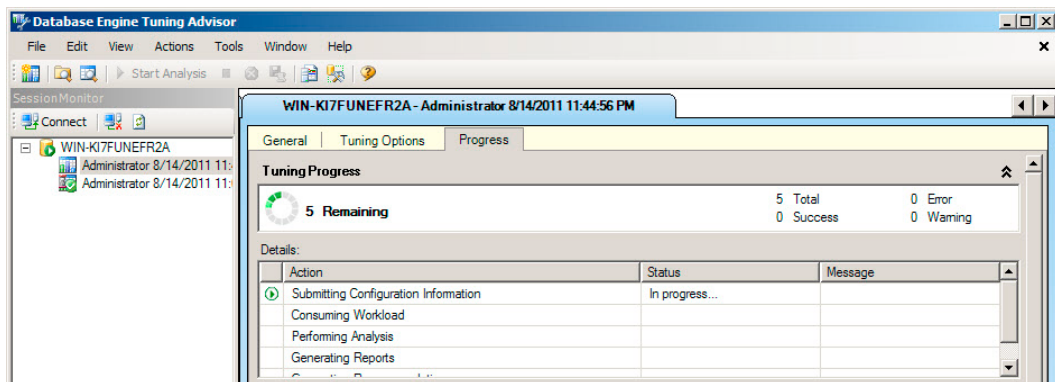 Database Engine Tuning Advisor
File Edit View Actions Tools Window Help
Start Analysis
Session Monitor
Connect
WIN-KI7FUNEFR2A
Administrator 8/14/2011 11:
Administrator 8/14/2011 11:
WIN-KI7FUNEFR2A - Administrator 8/14/2011 11:44:56 PM
General Tuning Options Progress
Tuning Progress
5 Remaining
5 Total 0 Error
0 Success 0 Warning
Details:
Action Status Message
Submitting Configuration Information In progress...
Consuming Workload
Performing Analysis
Generating Reports